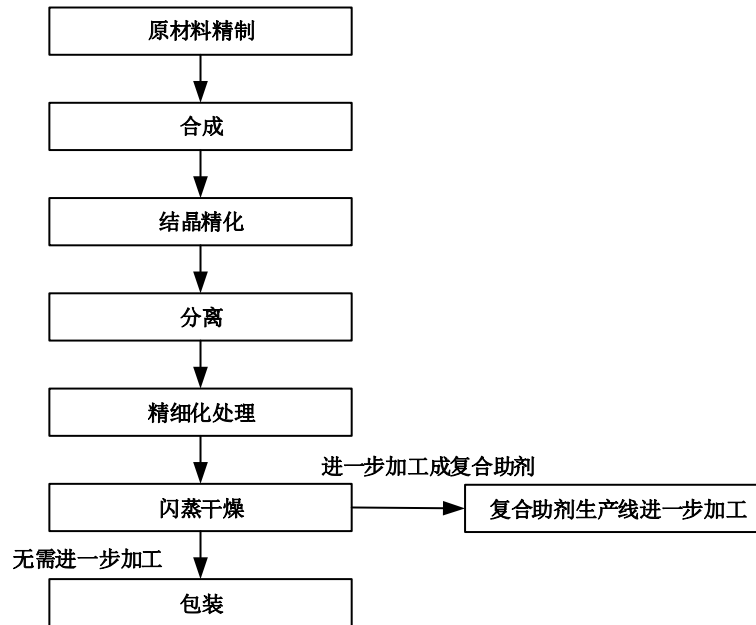 原材料精制
合成
结晶精化
分离
精细化处理
进一步加工成复合助剂
闪蒸干燥
复合助剂生产线进一步加工
无需进一步加工
包装